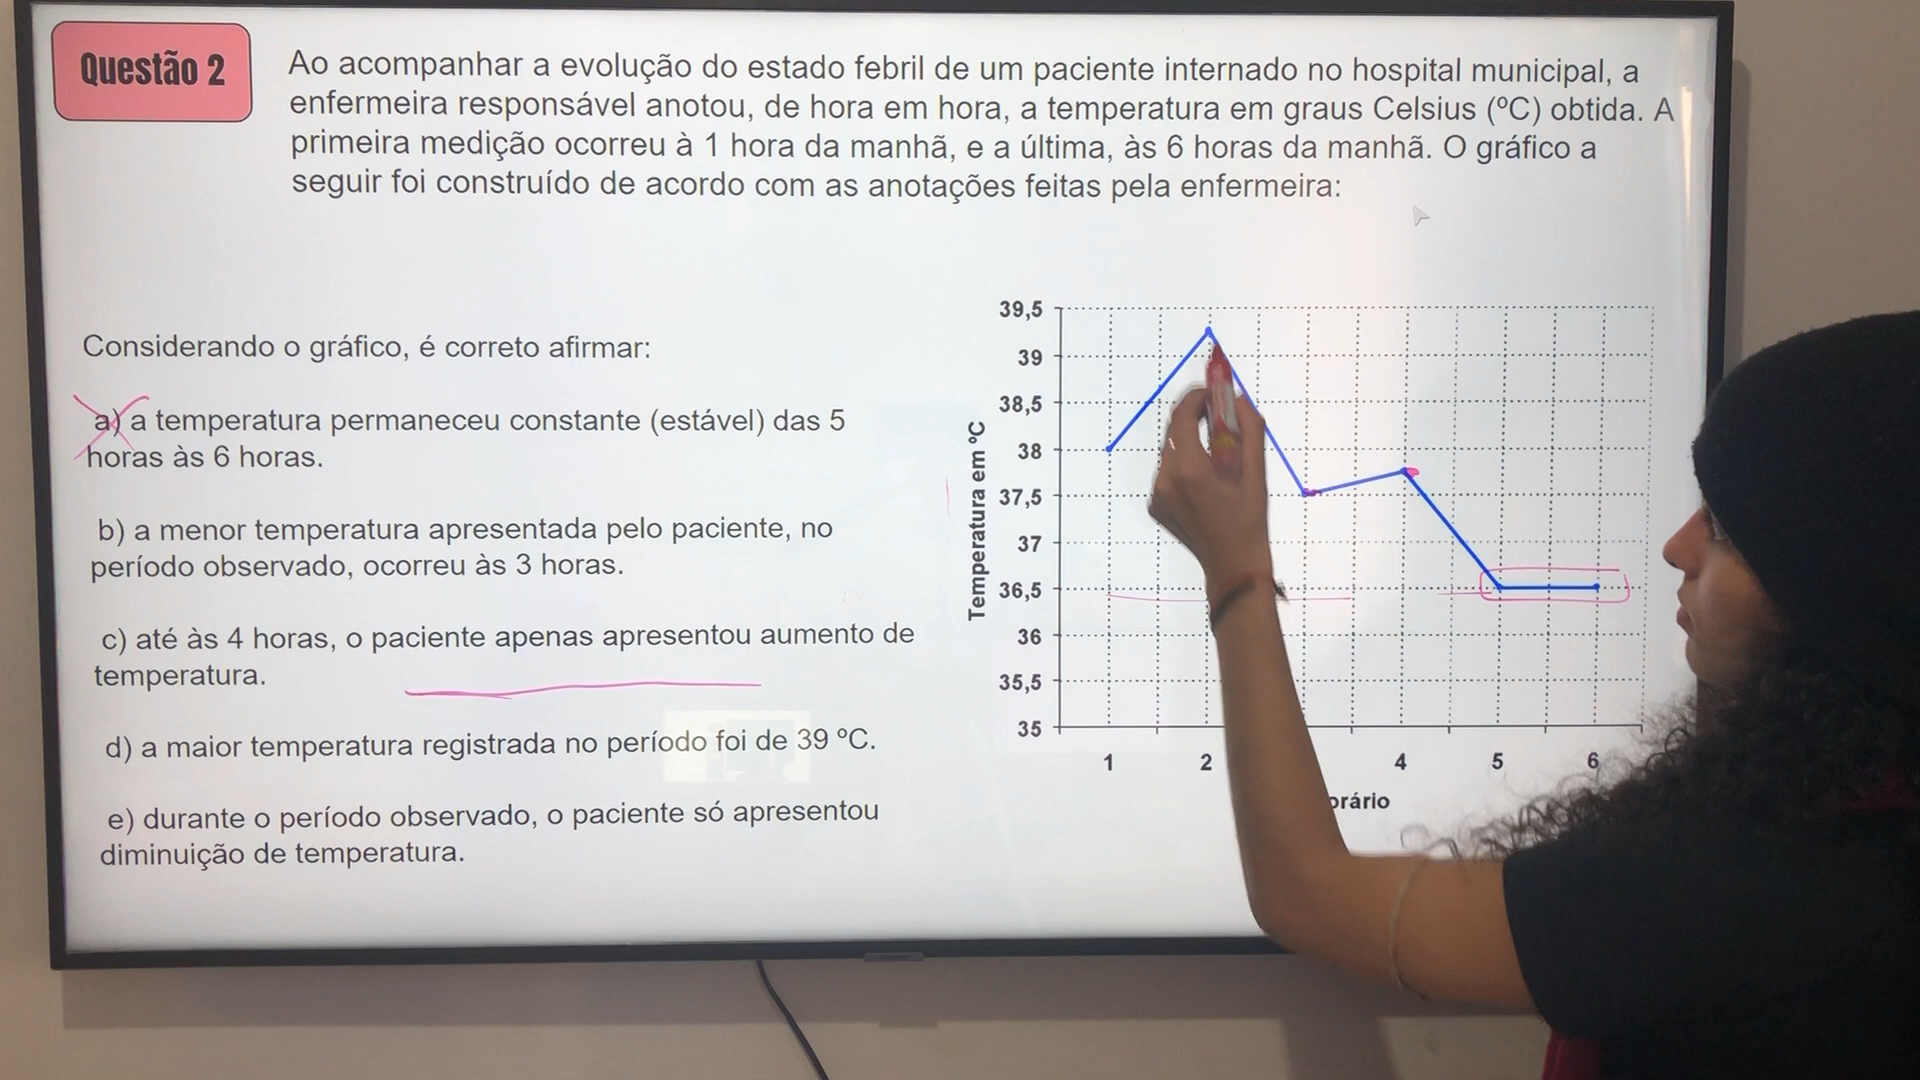 Questão 2
Ao acompanhar a evolução do estado febril de um paciente internado no hospital municipal, a
enfermeira responsável anotou, de hora em hora, a temperatura em graus Celsius (ºC) obtida. A
primeira medição ocorreu à 1 hora da manhã, e a última, às 6 horas da manhã. O gráfico a
seguir foi construído de acordo com as anotações feitas pela enfermeira:
Considerando o gráfico, é correto afirmar:
a) a temperatura permaneceu constante (estável) das 5
horas às 6 horas.
b) a menor temperatura apresentada pelo paciente, no
período observado, ocorreu às 3 horas.
c) até às 4 horas, o paciente apenas apresentou aumento de
temperatura.
d) a maior temperatura registrada no período foi de 39 ºC.
e) durante o período observado, o paciente só apresentou
diminuição de temperatura.
Temperatura em ºC
39,5
39
38,5
38
37,5
37
36,5
36
35,5
35
1 2 4 5 6
orário